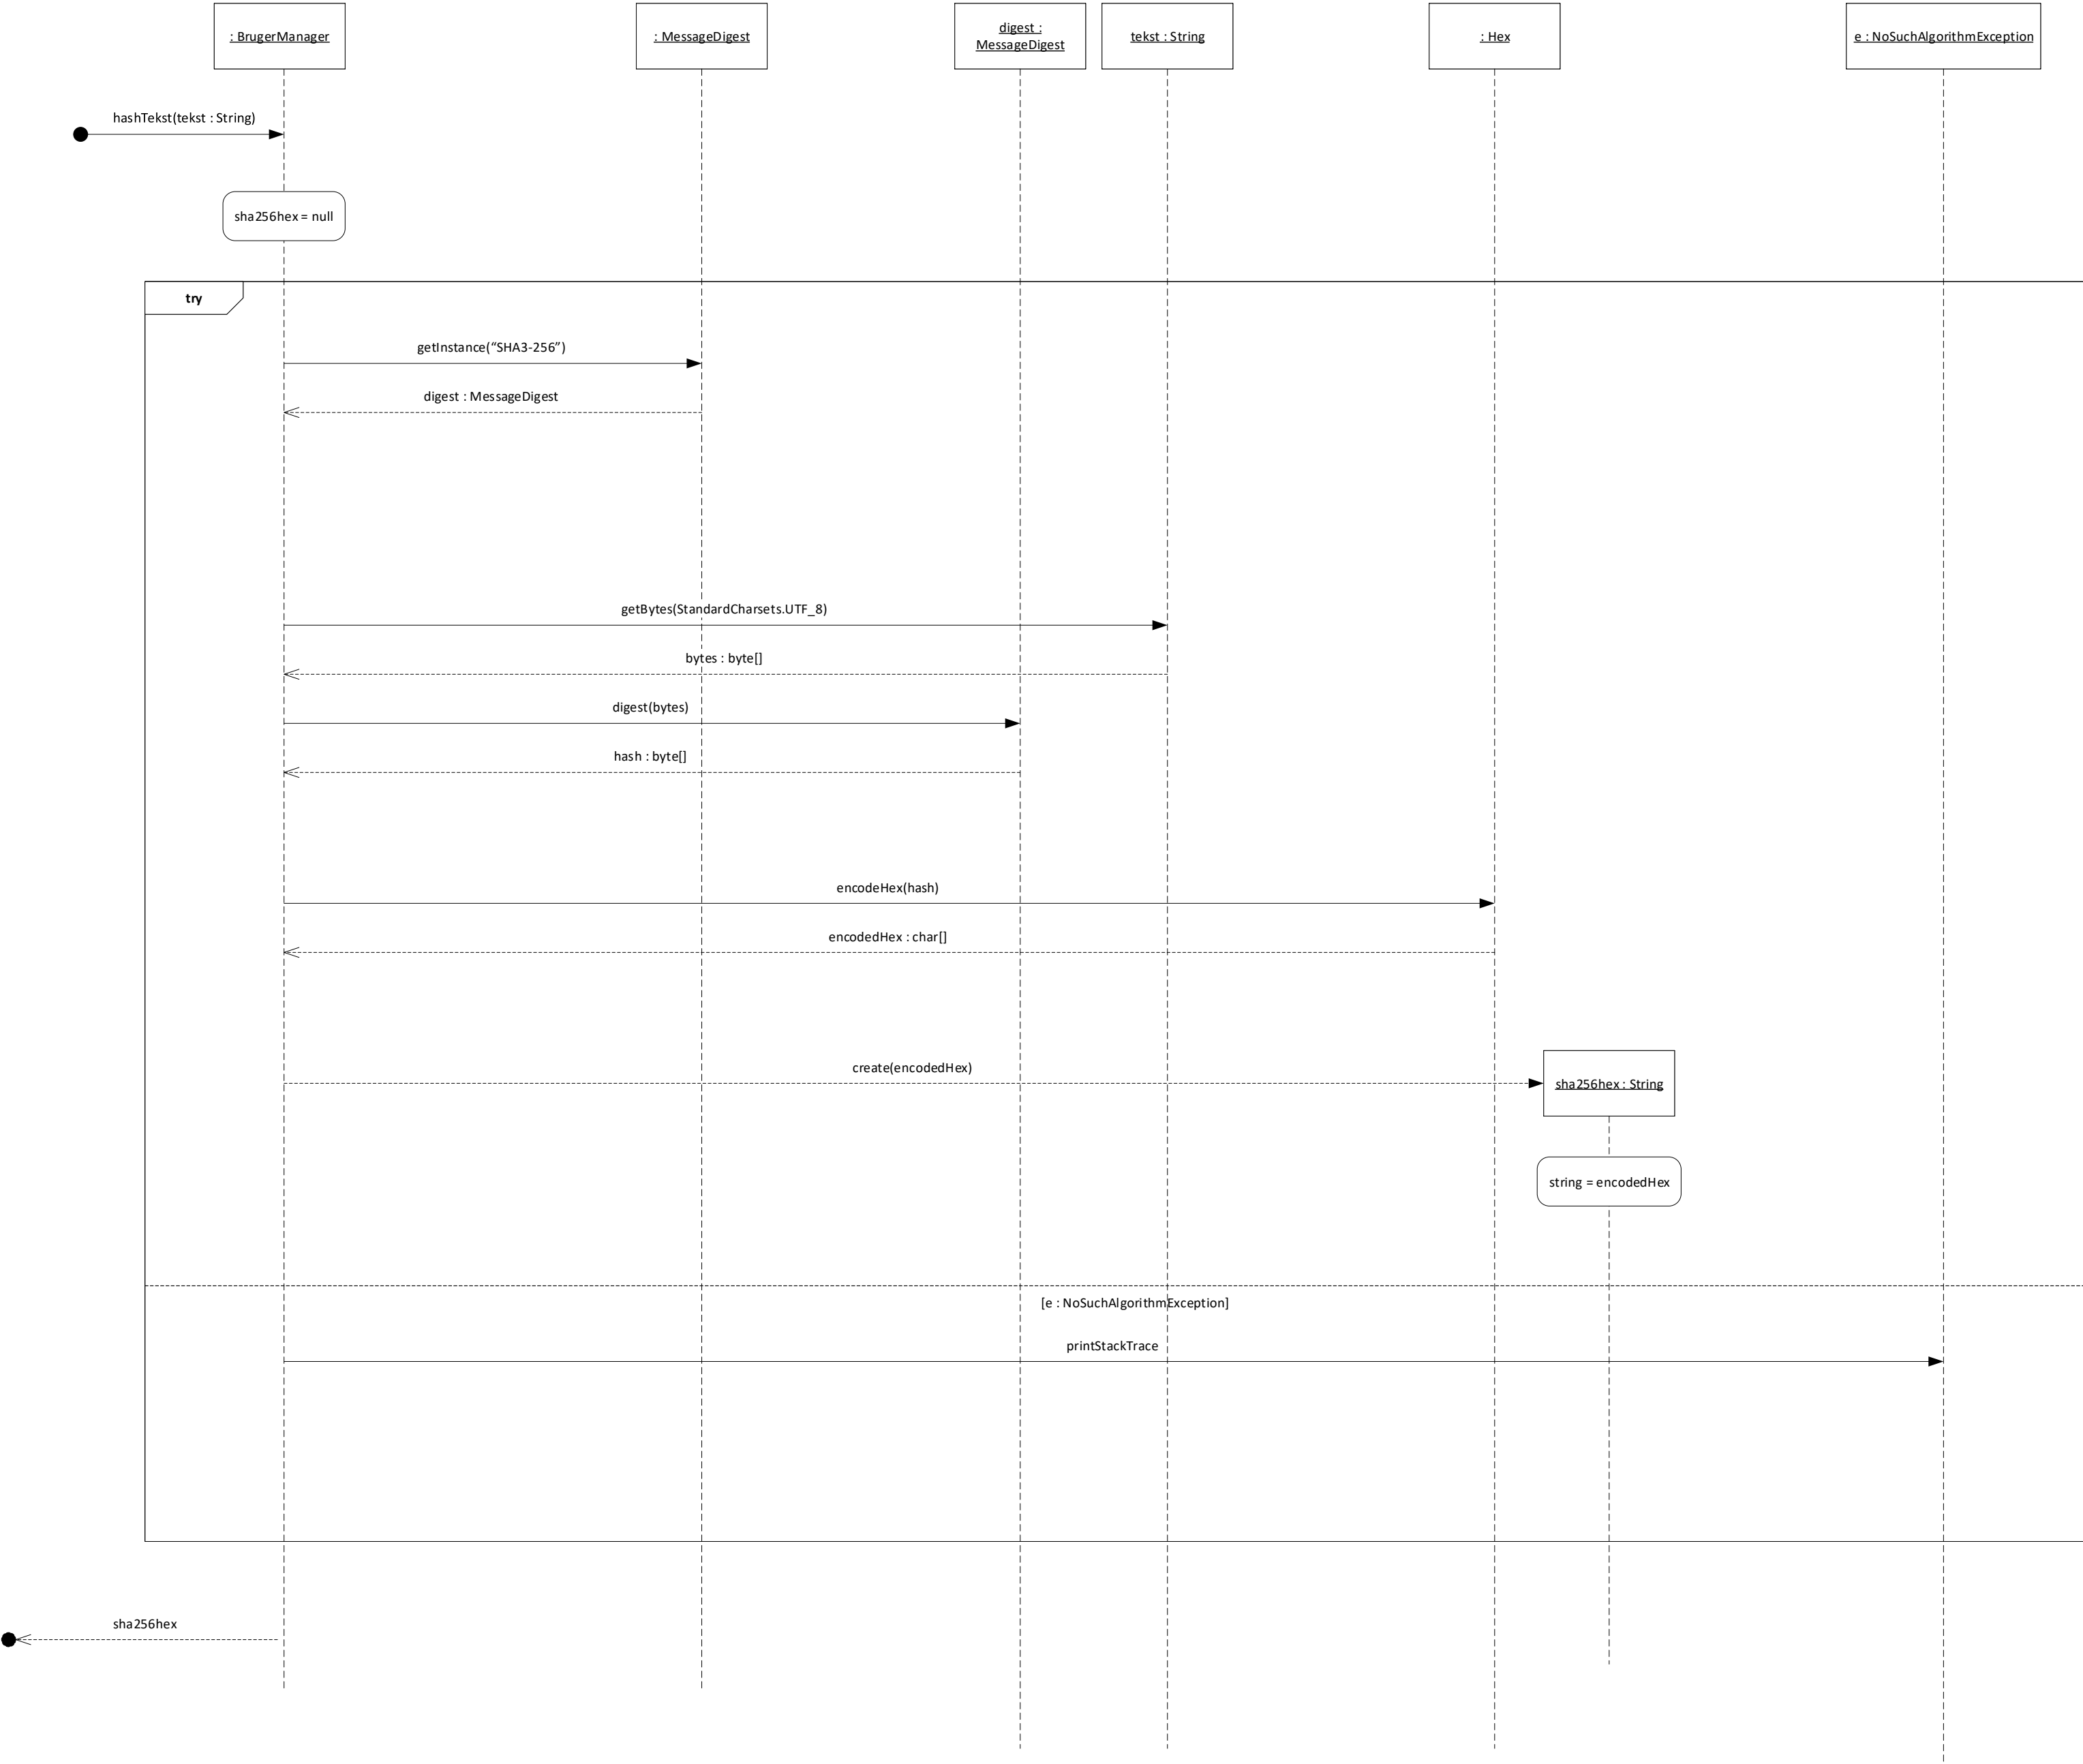 : BrugerManager
: MessageDigest
digest :
MessageDigest
tekst : String
: Hex
e : NoSuchAlgorithmException
hashTekst(tekst : String)
sha256hex = null
try
getInstance(“SHA3-256”)
digest : MessageDigest
getBytes(StandardCharsets.UTF_8)
bytes : byte[]
digest(bytes)
hash : byte[]
encodeHex(hash)
encodedHex : char[]
create(encodedHex)
sha256hex : String
string = encodedHex
[e : NoSuchAlgorithmException]
printStackTrace
sha256hex